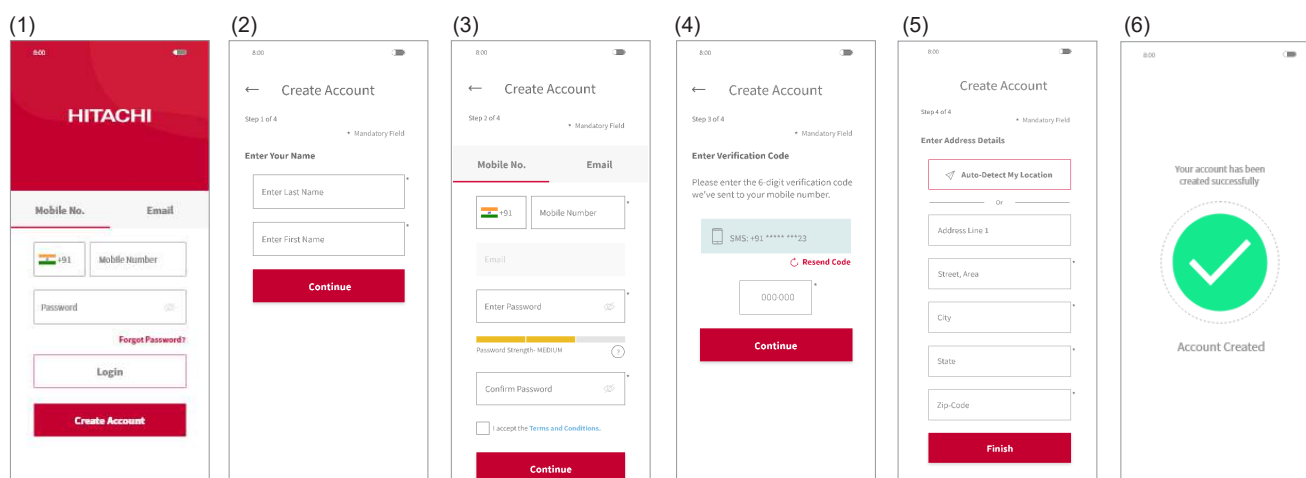 (1)
8:00
HITACHI
Mobile No. Email
+91 Mobile Number
Password
Forgot Password?
Login
Create Account
(2)
8:00
← Create Account
Step 1 of 4
* Mandatory Field
Enter Your Name
Enter Last Name *
Enter First Name *
Continue
(3)
8:00
← Create Account
Step 2 of 4
* Mandatory Field
Mobile No. Email
+91 Mobile Number *
Email
Enter Password *
Password Strength- MEDIUM ?
Confirm Password *
I accept the Terms and Conditions.
Continue
(4)
8:00
← Create Account
Step 3 of 4
* Mandatory Field
Enter Verification Code
Please enter the 6-digit verification code
we've sent to your mobile number.
SMS: +91 ***** ***23
Resend Code
000-000 *
Continue
(5)
8:00
Create Account
Step 4 of 4
* Mandatory Field
Enter Address Details
Auto-Detect My Location
Or
Address Line 1
Street, Area *
City *
State *
Zip-Code *
Finish
(6)
8:00
Your account has been
created successfully
Account Created